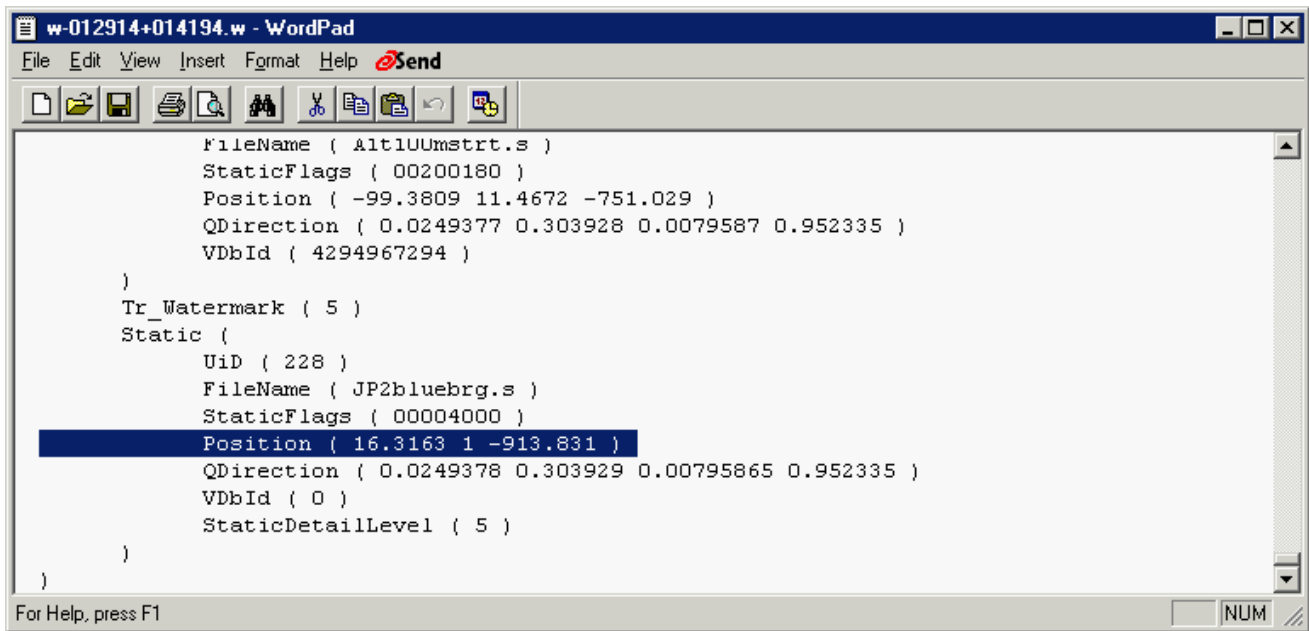 w-012914+014194.w - WordPad
File Edit View Insert Format Help Send
FileName ( Alt100mstrt.s )
StaticFlags ( 00200180 )
Position ( -99.3809 11.4672 -751.029 )
QDirection ( 0.0249377 0.303928 0.0079587 0.952335 )
VDbId ( 4294967294 )
)
Tr_Watermark ( 5 )
Static (
UiD ( 228 )
FileName ( JP2bluebrg.s )
StaticFlags ( 00004000 )
Position ( 16.3163 1 -913.831 )
QDirection ( 0.0249378 0.303929 0.00795865 0.952335 )
VDbId ( 0 )
StaticDetailLevel ( 5 )
)
)
For Help, press F1 NUM